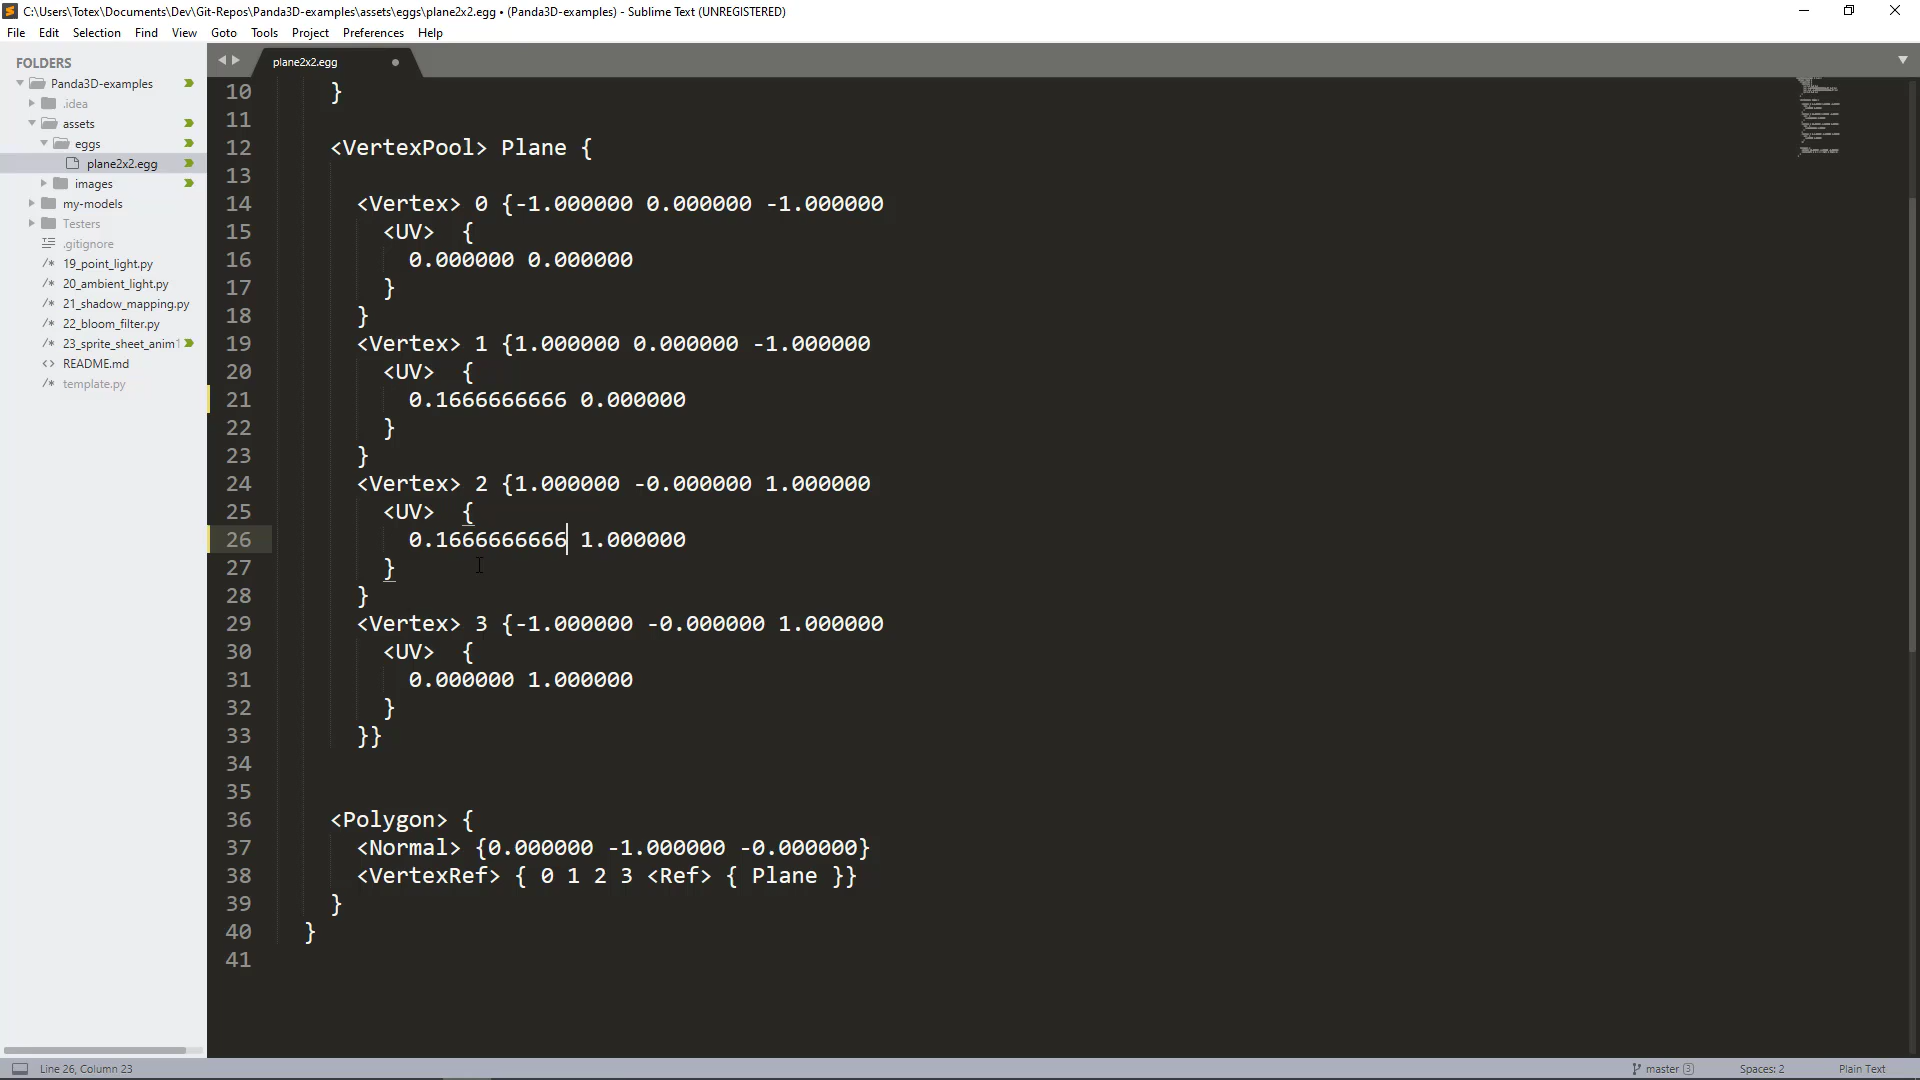 C:\Users\Totex\Documents\Dev\Git-Repos\Panda3D-examples\assets\eggs\plane2x2.egg • (Panda3D-examples) - Sublime Text (UNREGISTERED)
File Edit Selection Find View Goto Tools Project Preferences Help
FOLDERS
Panda3D-examples
.idea
assets
eggs
plane2x2.egg
images
my-models
Testers
.gitignore
19_point_light.py
20_ambient_light.py
21_shadow_mapping.py
22_bloom_filter.py
23_sprite_sheet_anim1
README.md
template.py
plane2x2.egg
10 }
11
12 <VertexPool> Plane {
13
14 <Vertex> 0 {-1.000000 0.000000 -1.000000
15 <UV>  {
16 0.000000 0.000000
17 }
18 }
19 <Vertex> 1 {1.000000 0.000000 -1.000000
20 <UV>  {
21 0.1666666666 0.000000
22 }
23 }
24 <Vertex> 2 {1.000000 -0.000000 1.000000
25 <UV>  {
26 0.1666666666 1.000000
27 }
28 }
29 <Vertex> 3 {-1.000000 -0.000000 1.000000
30 <UV>  {
31 0.000000 1.000000
32 }
33 }}
34
35
36 <Polygon> {
37 <Normal> {0.000000 -1.000000 -0.000000}
38 <VertexRef> { 0 1 2 3 <Ref> { Plane }}
39 }
40 }
41
Line 26, Column 23
master 3
Spaces: 2
Plain Text